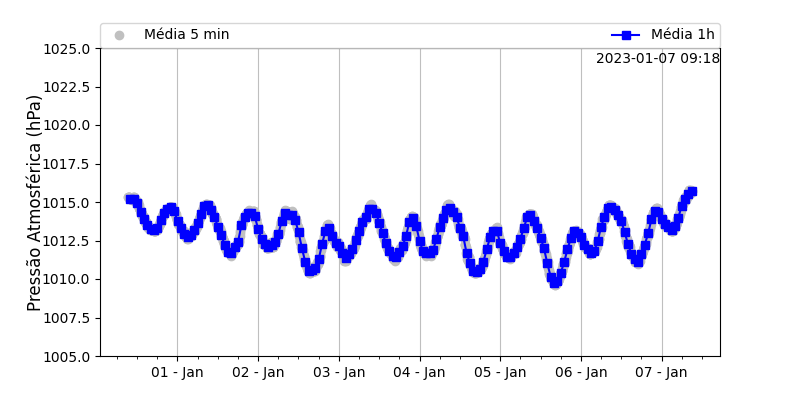 Média 5 min
Média 1h
2023-01-07 09:18
Pressão Atmosférica (hPa)
1025.0
1022.5
1020.0
1017.5
1015.0
1012.5
1010.0
1007.5
1005.0
01 - Jan
02 - Jan
03 - Jan
04 - Jan
05 - Jan
06 - Jan
07 - Jan